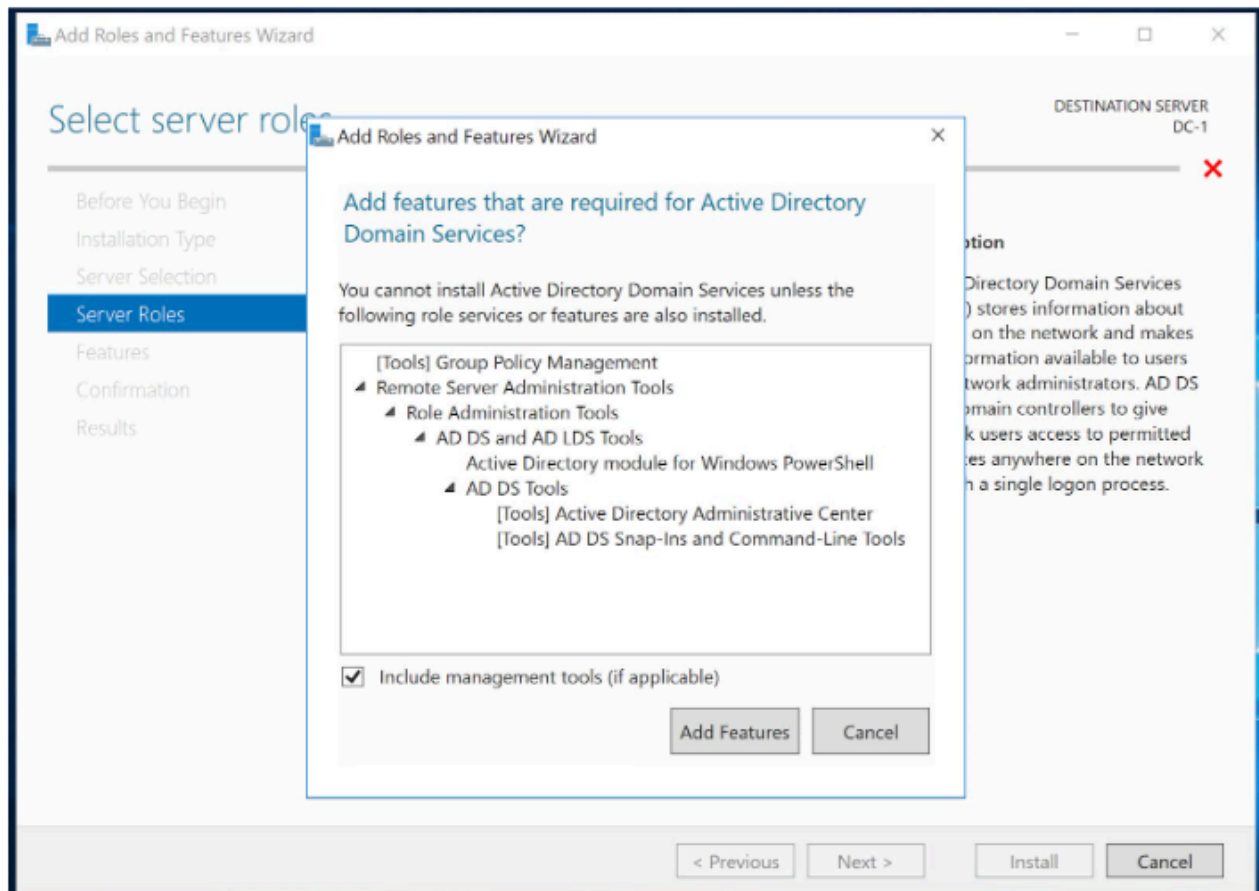 Add Roles and Features Wizard
Select server roles
DESTINATION SERVER
DC-1
Before You Begin
Installation Type
Server Selection
Server Roles
Features
Confirmation
Results
Add Roles and Features Wizard
Add features that are required for Active Directory
Domain Services?
You cannot install Active Directory Domain Services unless the
following role services or features are also installed.
[Tools] Group Policy Management
Remote Server Administration Tools
Role Administration Tools
AD DS and AD LDS Tools
Active Directory module for Windows PowerShell
AD DS Tools
[Tools] Active Directory Administrative Center
[Tools] AD DS Snap-Ins and Command-Line Tools
Include management tools (if applicable)
Add Features
Cancel
ption
Directory Domain Services
) stores information about
on the network and makes
ormation available to users
twork administrators. AD DS
omain controllers to give
k users access to permitted
ces anywhere on the network
h a single logon process.
< Previous
Next >
Install
Cancel